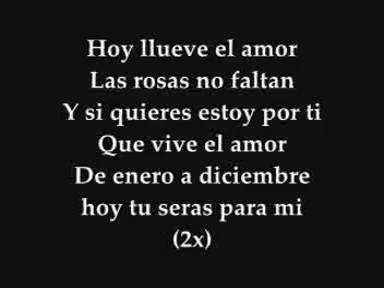 Hoy llueve el amor
Las rosas no faltan
Y si quieres estoy por ti
Que vive el amor
De enero a diciembre
hoy tu seras para mi
(2x)